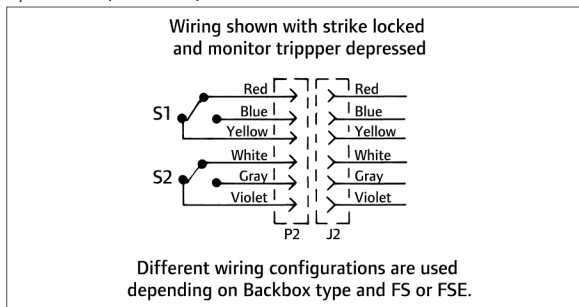 Wiring shown with strike locked
and monitor trippper depressed
Red Red
S1 Blue Blue
Yellow Yellow
White White
S2 Gray Gray
Violet Violet
P2 J2
Different wiring configurations are used
depending on Backbox type and FS or FSE.